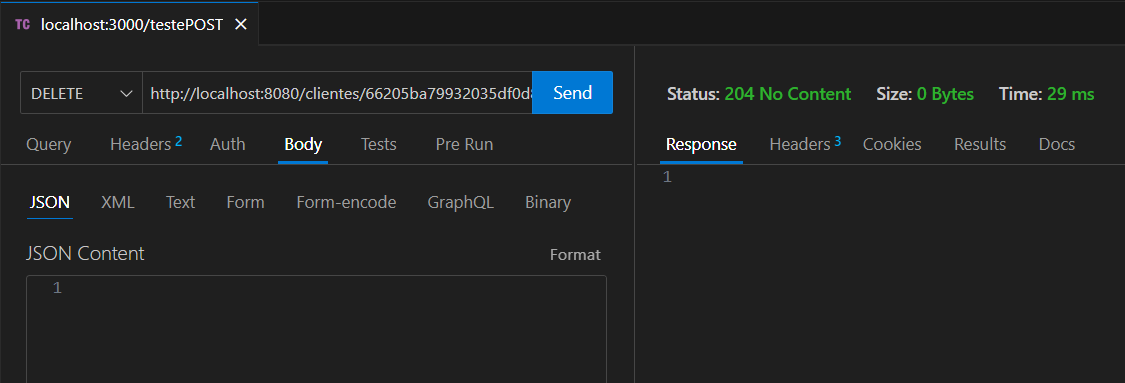 TC localhost:3000/testePOST
DELETE http://localhost:8080/clientes/66205ba79932035df0d Send
Query Headers 2 Auth Body Tests Pre Run
JSON XML Text Form Form-encode GraphQL Binary
JSON Content Format
1
Status: 204 No Content Size: 0 Bytes Time: 29 ms
Response Headers 3 Cookies Results Docs
1